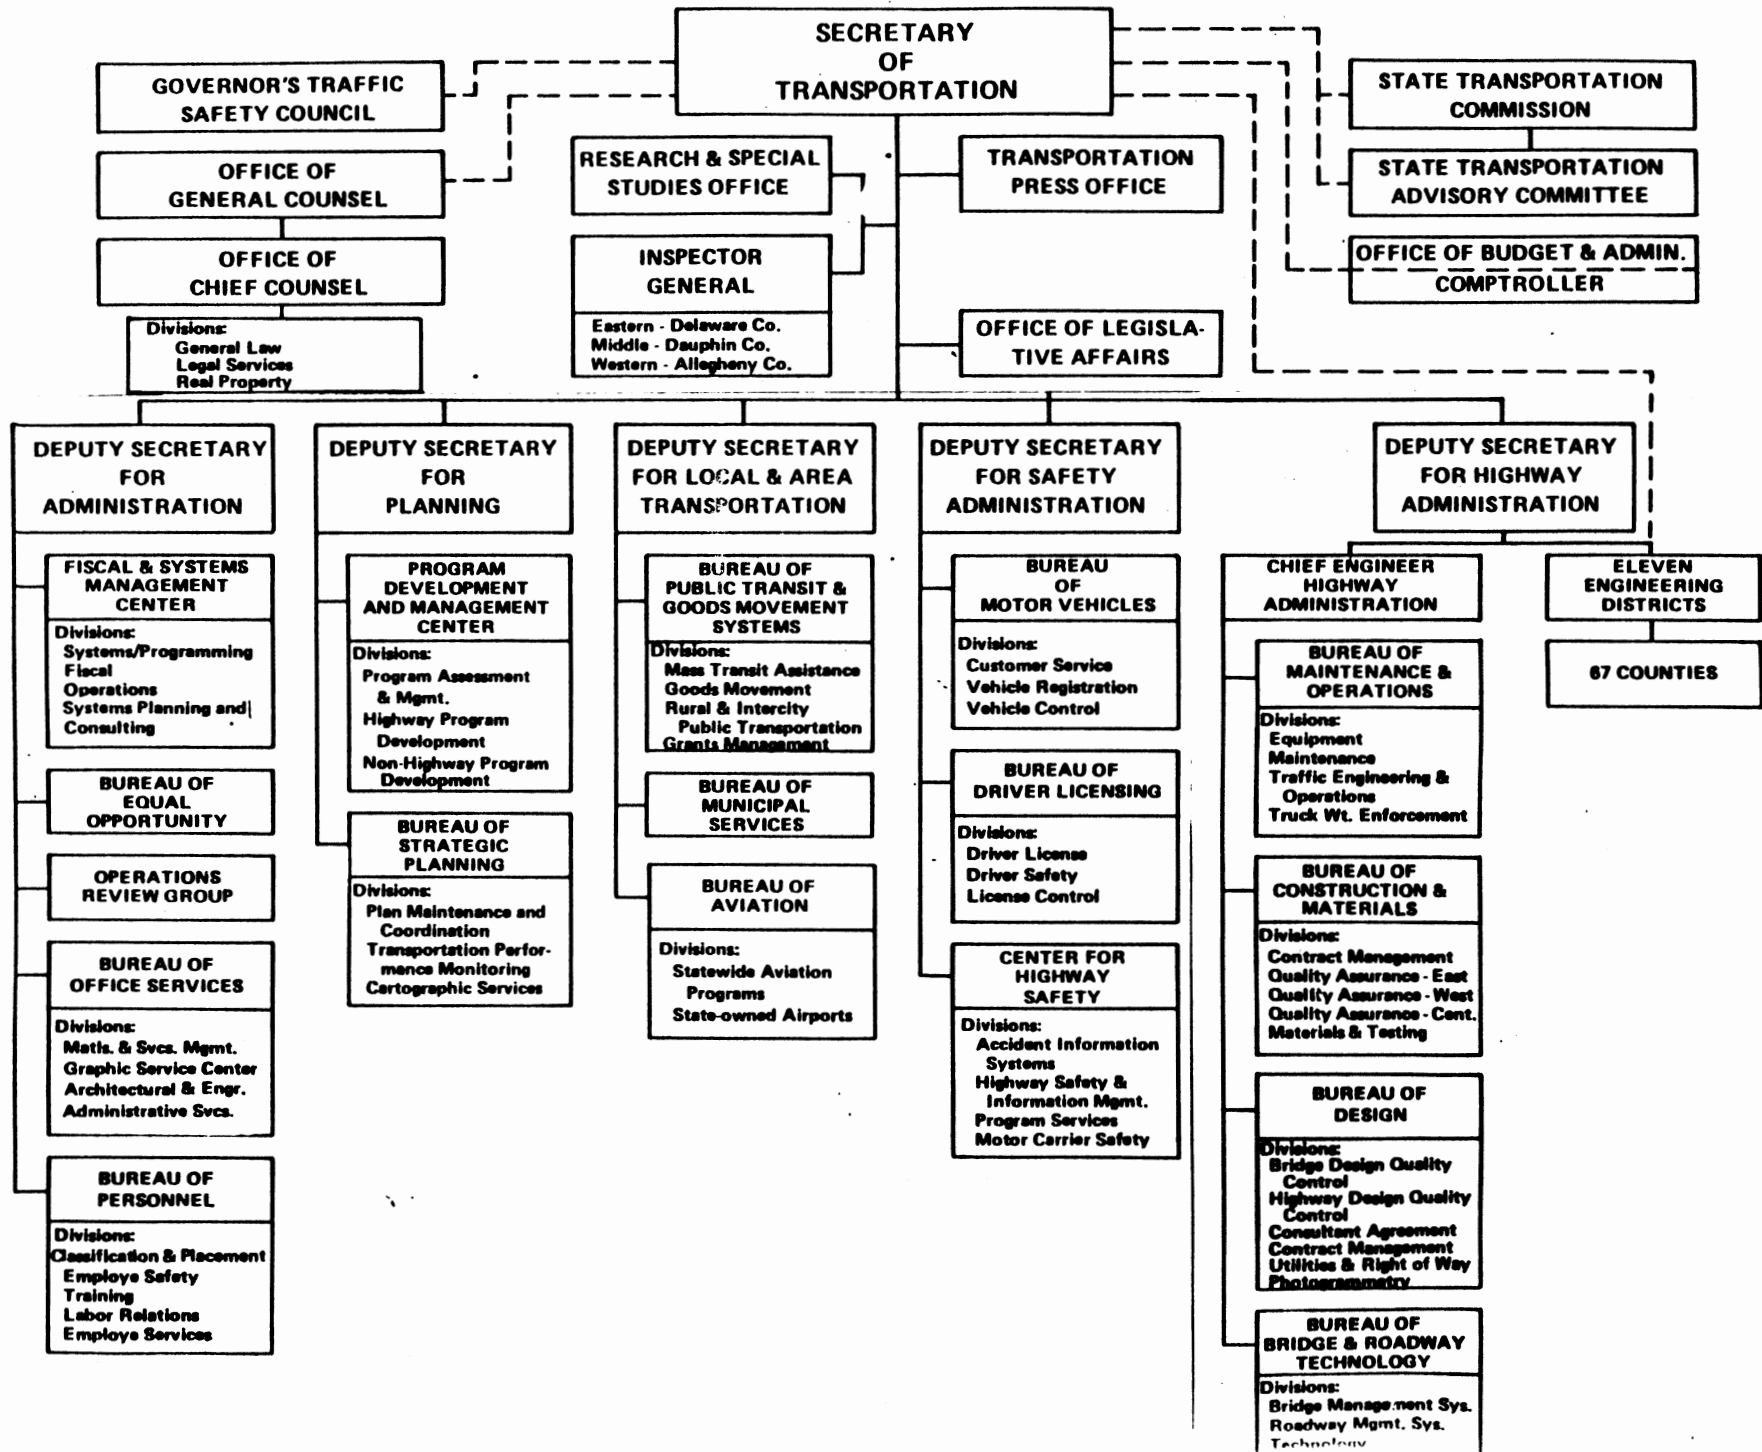 SECRETARY
OF
TRANSPORTATION
GOVERNOR'S TRAFFIC
SAFETY COUNCIL
OFFICE OF
GENERAL COUNSEL
OFFICE OF
CHIEF COUNSEL
Divisions:
General Law
Legal Services
Real Property
RESEARCH & SPECIAL
STUDIES OFFICE
INSPECTOR
GENERAL
Eastern - Delaware Co.
Middle - Dauphin Co.
Western - Allegheny Co.
TRANSPORTATION
PRESS OFFICE
OFFICE OF LEGISLA-
TIVE AFFAIRS
STATE TRANSPORTATION
COMMISSION
STATE TRANSPORTATION
ADVISORY COMMITTEE
OFFICE OF BUDGET & ADMIN.
COMPTROLLER
DEPUTY SECRETARY
FOR
ADMINISTRATION
FISCAL & SYSTEMS
MANAGEMENT
CENTER
Divisions:
Systems/Programming
Fiscal
Operations
Systems Planning and
Consulting
BUREAU OF
EQUAL
OPPORTUNITY
OPERATIONS
REVIEW GROUP
BUREAU OF
OFFICE SERVICES
Divisions:
Matls. & Svcs. Mgmt.
Graphic Service Center
Architectural & Engr.
Administrative Svcs.
BUREAU OF
PERSONNEL
Divisions:
Classification & Placement
Employe Safety
Training
Labor Relations
Employe Services
DEPUTY SECRETARY
FOR
PLANNING
PROGRAM
DEVELOPMENT
AND MANAGEMENT
CENTER
Divisions:
Program Assessment
& Mgmt.
Highway Program
Development
Non-Highway Program
Development
BUREAU OF
STRATEGIC
PLANNING
Divisions:
Plan Maintenance and
Coordination
Transportation Perfor-
mance Monitoring
Cartographic Services
DEPUTY SECRETARY
FOR LOCAL & AREA
TRANSPORTATION
BUREAU OF
PUBLIC TRANSIT &
GOODS MOVEMENT
SYSTEMS
Divisions:
Mass Transit Assistance
Goods Movement
Rural & Intercity
Public Transportation
Grants Management
BUREAU OF
MUNICIPAL
SERVICES
BUREAU OF
AVIATION
Divisions:
Statewide Aviation
Programs
State-owned Airports
DEPUTY SECRETARY
FOR SAFETY
ADMINISTRATION
BUREAU
OF
MOTOR VEHICLES
Divisions:
Customer Service
Vehicle Registration
Vehicle Control
BUREAU OF
DRIVER LICENSING
Divisions:
Driver License
Driver Safety
License Control
CENTER FOR
HIGHWAY
SAFETY
Divisions:
Accident Information
Systems
Highway Safety &
Information Mgmt.
Program Services
Motor Carrier Safety
DEPUTY SECRETARY
FOR HIGHWAY
ADMINISTRATION
CHIEF ENGINEER
HIGHWAY
ADMINISTRATION
BUREAU OF
MAINTENANCE &
OPERATIONS
Divisions:
Equipment
Maintenance
Traffic Engineering &
Operations
Truck Wt. Enforcement
BUREAU OF
CONSTRUCTION &
MATERIALS
Divisions:
Contract Management
Quality Assurance - East
Quality Assurance - West
Quality Assurance - Cent.
Materials & Testing
BUREAU OF
DESIGN
Divisions:
Bridge Design Quality
Control
Highway Design Quality
Control
Consultant Agreement
Contract Management
Utilities & Right of Way
Photogrammetry
BUREAU OF
BRIDGE & ROADWAY
TECHNOLOGY
Divisions:
Bridge Management Sys.
Roadway Mgmt. Sys.
Technology
ELEVEN
ENGINEERING
DISTRICTS
67 COUNTIES